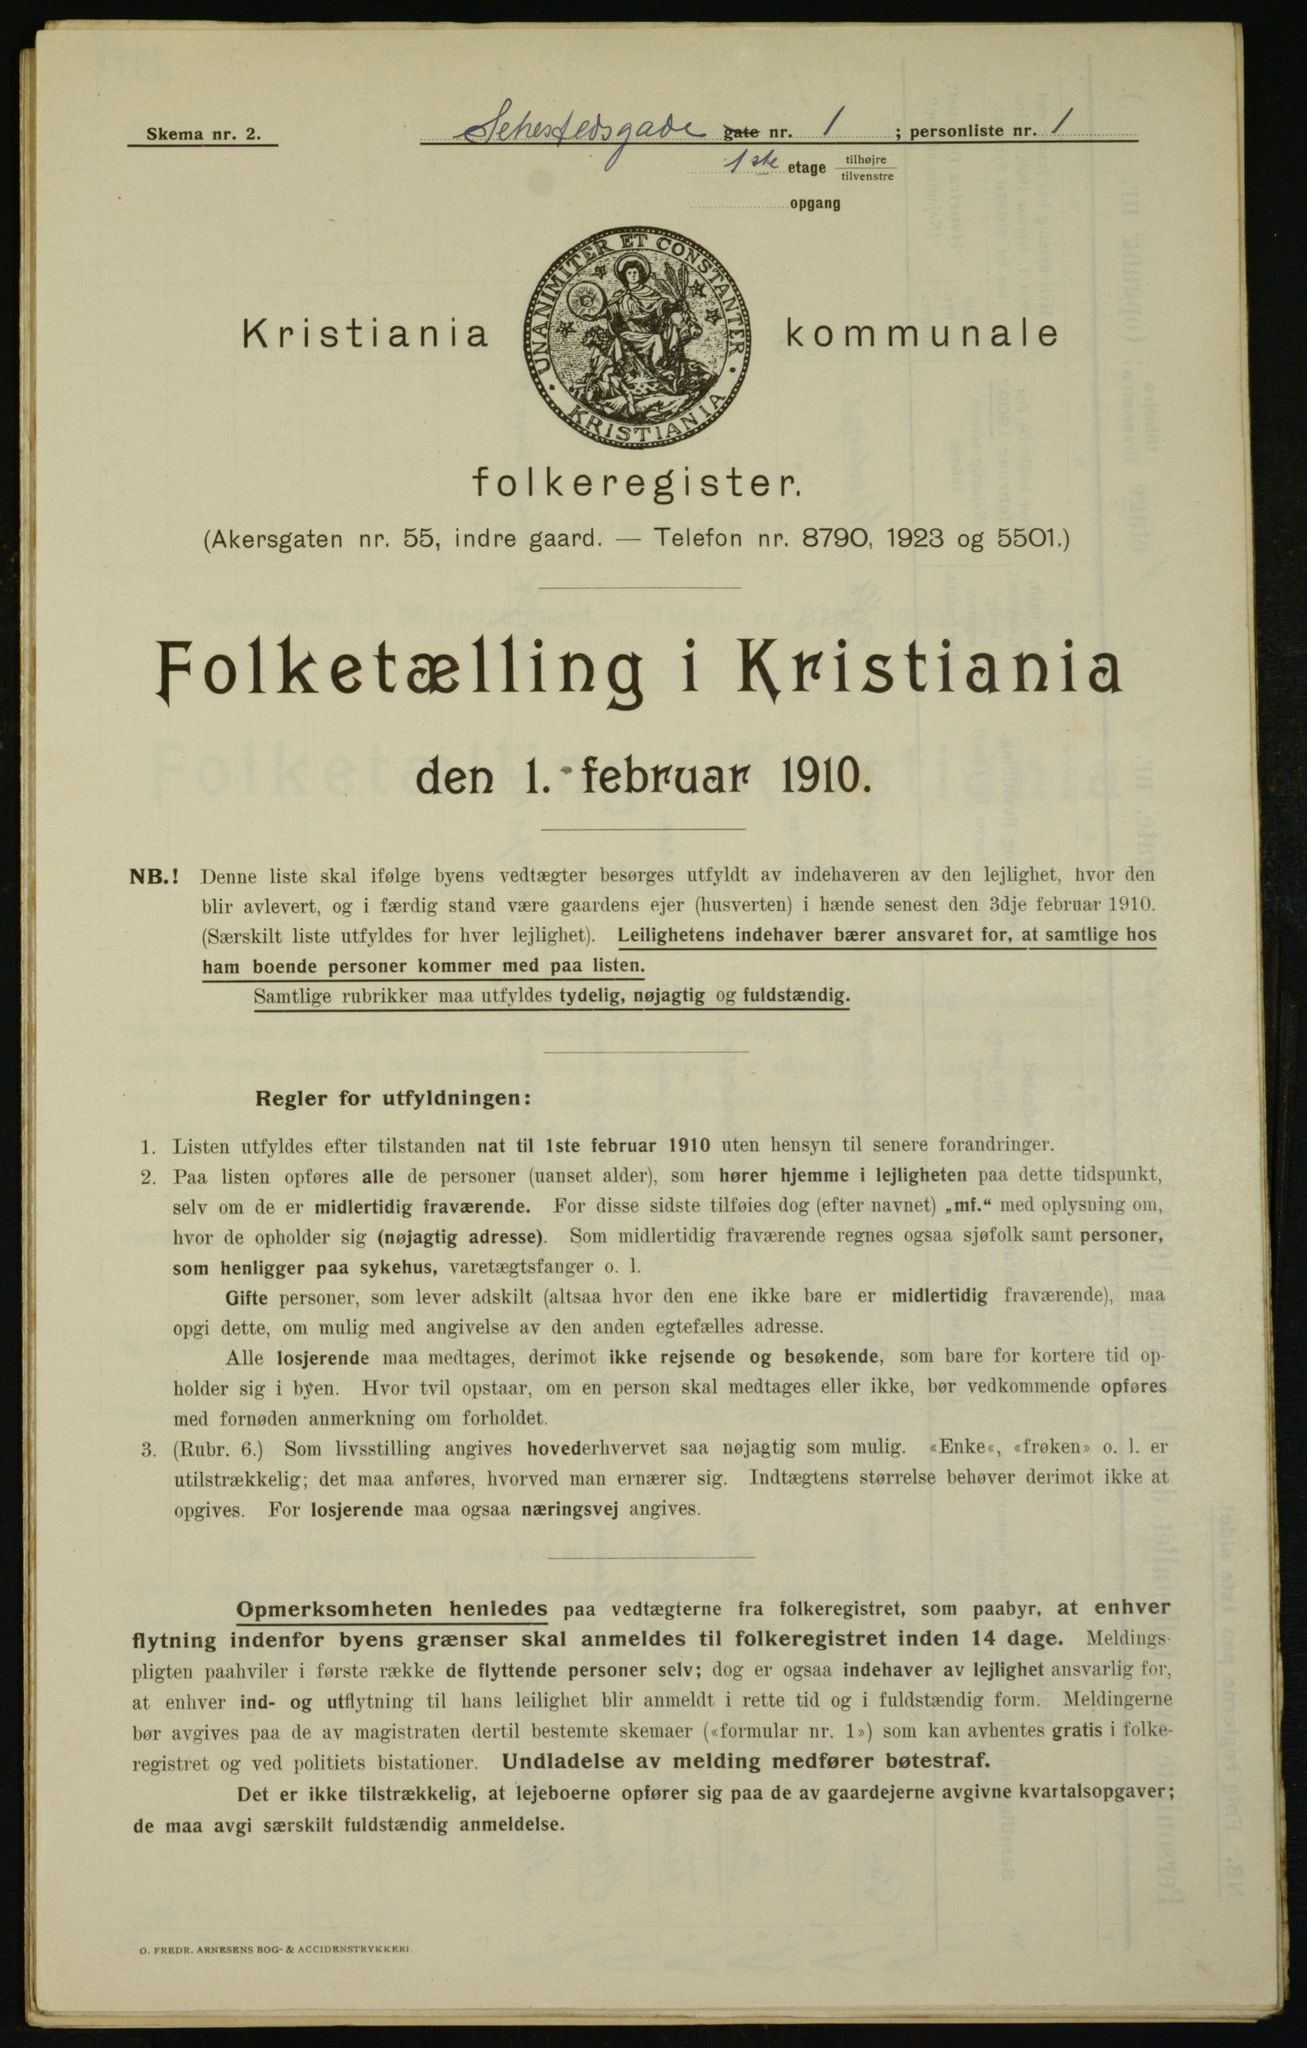 Skema nr. 2.
Sehestedsgade gate nr. 1 ; personliste nr. 1
1ste etage tilhøjre
tilvenstre
opgang
UNANIMITER ET CONSTANTER · KRISTIANIA ·
Kristiania kommunale
folkeregister.
(Akersgaten nr. 55, indre gaard. — Telefon nr. 8790, 1923 og 5501.)
Folketælling i Kristiania
den 1. februar 1910.
NB.! Denne liste skal ifølge byens vedtægter besørges utfyldt av indehaveren av den lejlighet, hvor den
blir avlevert, og i færdig stand være gaardens ejer (husverten) i hænde senest den 3dje februar 1910.
(Særskilt liste utfyldes for hver lejlighet). Leilighetens indehaver bærer ansvaret for, at samtlige hos
ham boende personer kommer med paa listen.
Samtlige rubrikker maa utfyldes tydelig, nøjagtig og fuldstændig.
Regler for utfyldningen:
1. Listen utfyldes efter tilstanden nat til 1ste februar 1910 uten hensyn til senere forandringer.
2. Paa listen opføres alle de personer (uanset alder), som hører hjemme i lejligheten paa dette tidspunkt,
selv om de er midlertidig fraværende. For disse sidste tilføies dog (efter navnet) „mf.“ med oplysning om,
hvor de opholder sig (nøjagtig adresse). Som midlertidig fraværende regnes ogsaa sjøfolk samt personer,
som henligger paa sykehus, varetægtsfanger o. l.
Gifte personer, som lever adskilt (altsaa hvor den ene ikke bare er midlertidig fraværende), maa
opgi dette, om mulig med angivelse av den anden egtefælles adresse.
Alle losjerende maa medtages, derimot ikke rejsende og besøkende, som bare for kortere tid op-
holder sig i byen. Hvor tvil opstaar, om en person skal medtages eller ikke, bør vedkommende opføres
med fornøden anmerkning om forholdet.
3. (Rubr. 6.) Som livsstilling angives hovederhvervet saa nøjagtig som mulig. «Enke«, «frøken» o. l. er
utilstrækkelig; det maa anføres, hvorved man ernærer sig. Indtægtens størrelse behøver derimot ikke at
opgives. For losjerende maa ogsaa næringsvej angives.
Opmerksomheten henledes paa vedtægterne fra folkeregistret, som paabyr, at enhver
flytning indenfor byens grænser skal anmeldes til folkeregistret inden 14 dage. Meldings-
pligten paahviler i første række de flyttende personer selv; dog er ogsaa indehaver av lejlighet ansvarlig for,
at enhver ind- og utflytning til hans leilighet blir anmeldt i rette tid og i fuldstændig form. Meldingerne
bør avgives paa de av magistraten dertil bestemte skemaer («formular nr. 1») som kan avhentes gratis i folke-
registret og ved politiets bistationer. Undladelse av melding medfører bøtestraf.
Det er ikke tilstrækkelig, at lejeboerne opfører sig paa de av gaardejerne avgivne kvartalsopgaver;
de maa avgi særskilt fuldstændig anmeldelse.
O. FREDR. ARNESENS BOG- & ACCIDENSTRYKKERI.